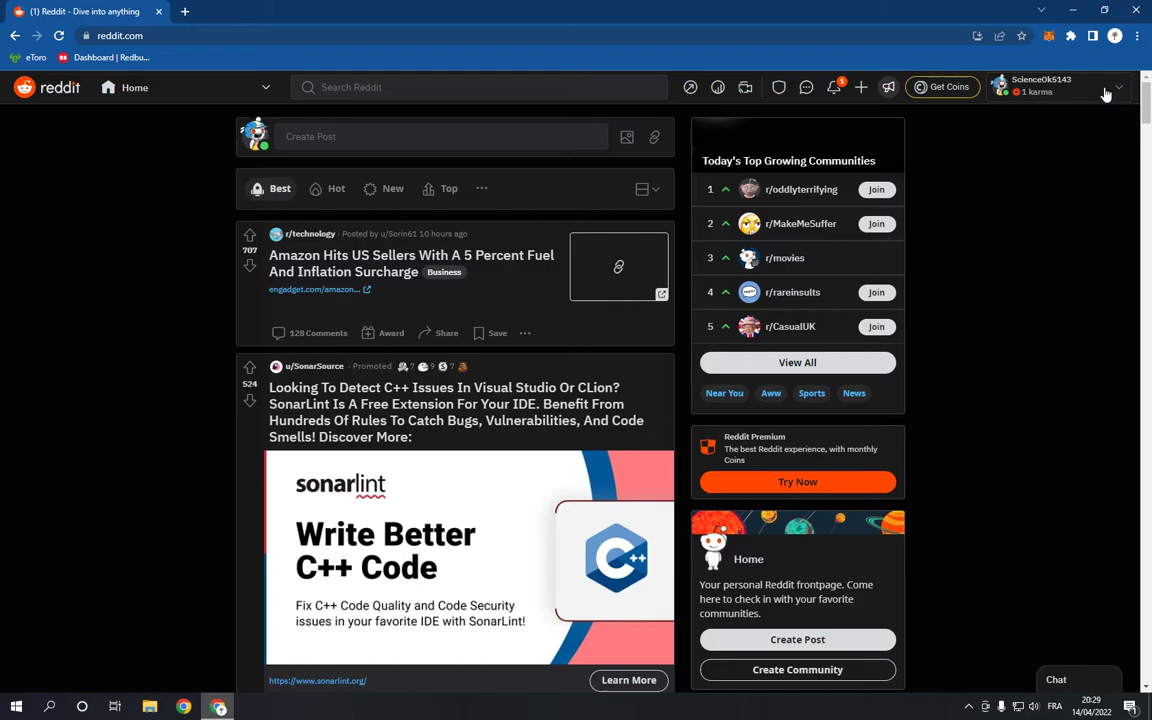 (1) Reddit - Dive into anything
reddit.com
eToro
Dashboard | Redbu...
reddit
Home
Search Reddit
1
Get Coins
ScienceOk5143
1 karma
Create Post
Best
Hot
New
Top
r/technology · Posted by u/Sorin61 10 hours ago
707
Amazon Hits US Sellers With A 5 Percent Fuel
And Inflation Surcharge
Business
engadget.com/amazon...
128 Comments
Award
Share
Save
u/SonarSource · Promoted
7
9
7
524
Looking To Detect C++ Issues In Visual Studio Or CLion?
SonarLint Is A Free Extension For Your IDE. Benefit From
Hundreds Of Rules To Catch Bugs, Vulnerabilities, And Code
Smells! Discover More:
sonarlint
Write Better
C++ Code
Fix C++ Code Quality and Code Security
issues in your favorite IDE with SonarLint!
C++
https://www.sonarlint.org/
Learn More
Today's Top Growing Communities
1 r/oddlyterrifying Join
2 r/MakeMeSuffer Join
3 r/movies
4 r/rareinsults Join
5 r/CasualUK Join
View All
Near You
Aww
Sports
News
Reddit Premium
The best Reddit experience, with monthly
Coins
Try Now
Home
Your personal Reddit frontpage. Come
here to check in with your favorite
communities.
Create Post
Create Community
Chat
FRA
20:29
14/04/2022
1